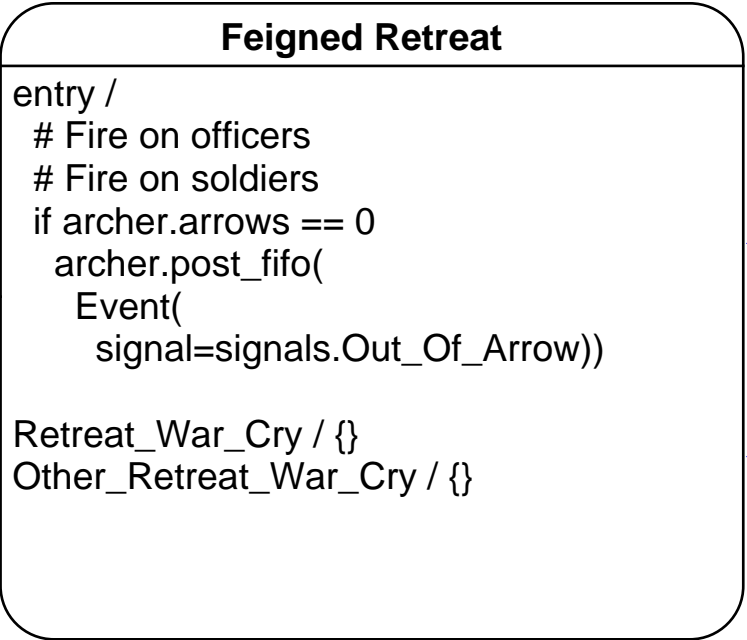 Feigned Retreat
entry /
# Fire on officers
# Fire on soldiers
if archer.arrows == 0
archer.post_fifo(
Event(
signal=signals.Out_Of_Arrow))
Retreat_War_Cry / {}
Other_Retreat_War_Cry / {}